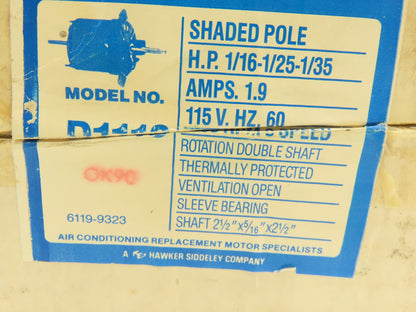 SHADED POLE
H.P. 1/16-1/25-1/35
AMPS. 1.9
115 V. HZ. 60
MODEL NO.
SPEED
ROTATION DOUBLE SHAFT
THERMALLY PROTECTED
VENTILATION OPEN
SLEEVE BEARING
SHAFT 2½"x5/16"x2½"
OK90
6119-9323
AIR CONDITIONING REPLACEMENT MOTOR SPECIALISTS
A HAWKER SIDDELEY COMPANY